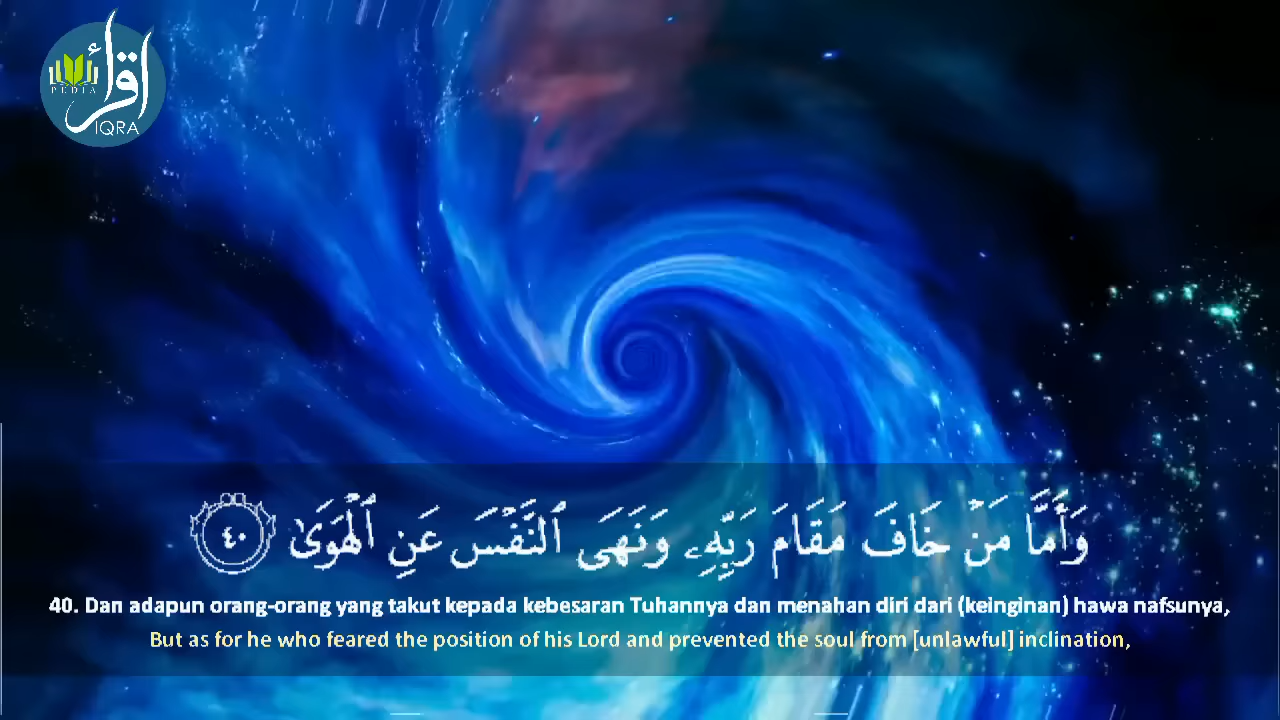 اقرأ
PEDIA
IQRA
وَأَمَّا مَنْ خَافَ مَقَامَ رَبِّهِۦ وَنَهَى ٱلنَّفْسَ عَنِ ٱلْهَوَىٰ ٤٠
40. Dan adapun orang-orang yang takut kepada kebesaran Tuhannya dan menahan diri dari (keinginan) hawa nafsunya,
But as for he who feared the position of his Lord and prevented the soul from [unlawful] inclination,